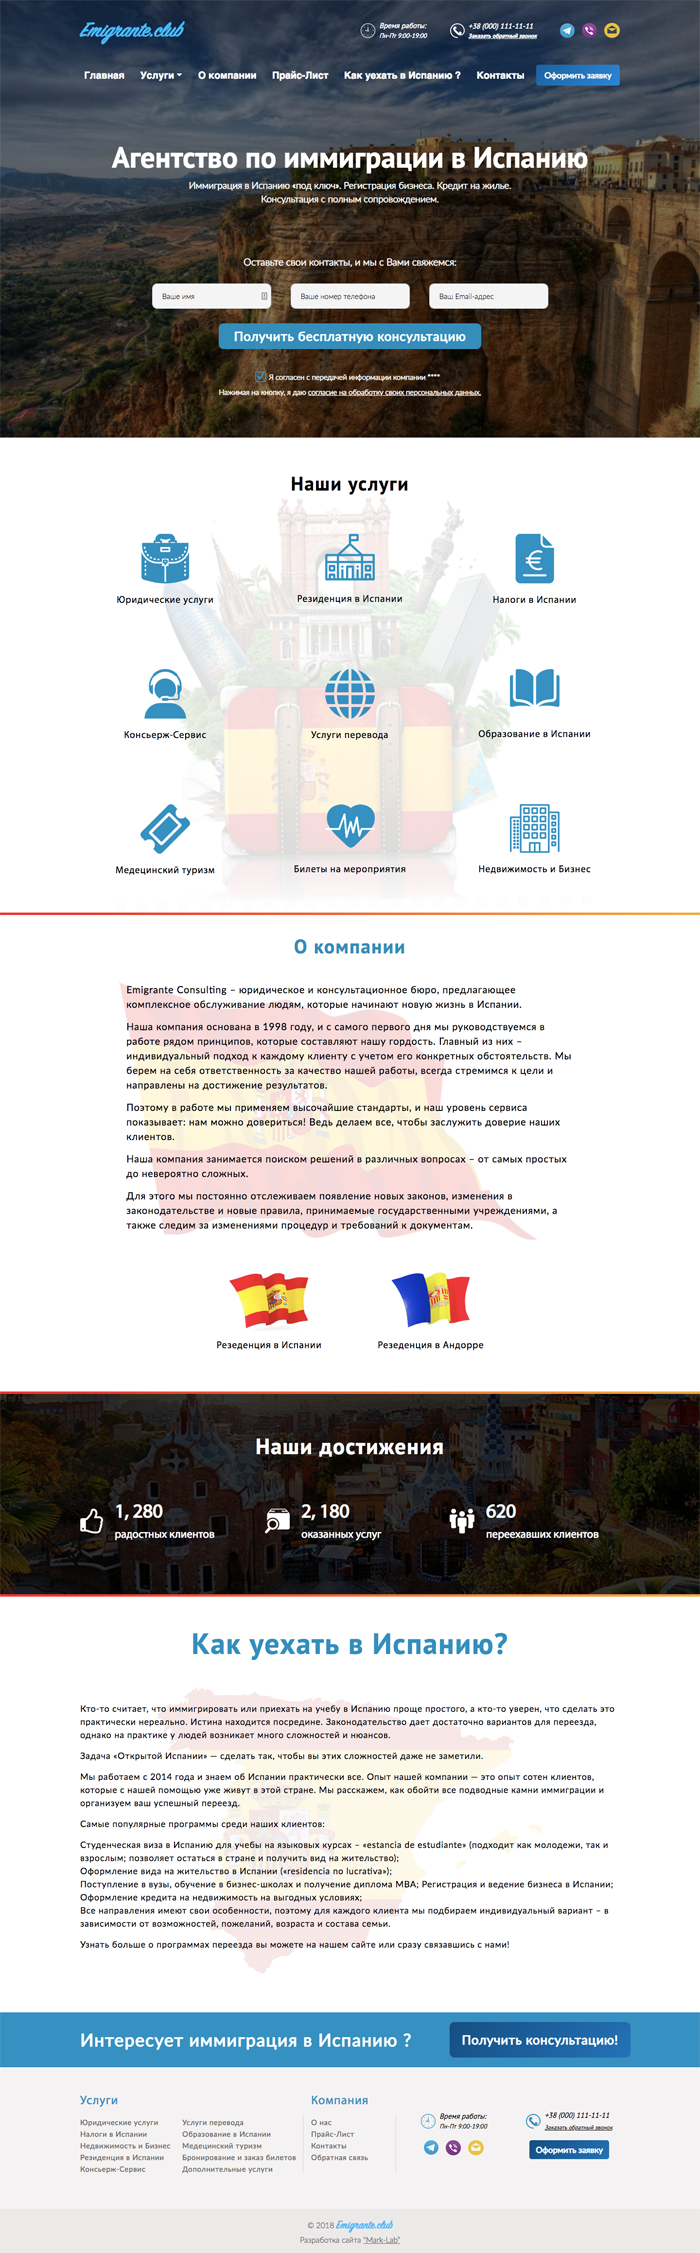 Emigrante.club
Время работы:
Пн-Пт 9:00-19:00
+38 (000) 111-11-11
Заказать обратный звонок
Главная
Услуги
О компании
Прайс-Лист
Как уехать в Испанию ?
Контакты
Оформить заявку
Агентство по иммиграции в Испанию
Иммиграция в Испанию «под ключ». Регистрация бизнеса. Кредит на жилье.
Консультация с полным сопровождением.
Оставьте свои контакты, и мы с Вами свяжемся:
Ваше имя
Ваше номер телефона
Ваш Email-адрес
Получить бесплатную консультацию
Я согласен с передачей информации компании ****
Нажимая на кнопку, я даю согласие на обработку своих персональных данных.
Наши услуги
Юридические услуги
Резиденция в Испании
Налоги в Испании
Консьерж-Сервис
Услуги перевода
Образование в Испании
Медецинский туризм
Билеты на мероприятия
Недвижимость и Бизнес
О компании
Emigrante Consulting – юридическое и консультационное бюро, предлагающее
комплексное обслуживание людям, которые начинают новую жизнь в Испании.
Наша компания основана в 1998 году, и с самого первого дня мы руководствуемся в
работе рядом принципов, которые составляют нашу гордость. Главный из них –
индивидуальный подход к каждому клиенту с учетом его конкретных обстоятельств. Мы
берем на себя ответственность за качество нашей работы, всегда стремимся к цели и
направлены на достижение результатов.
Поэтому в работе мы применяем высочайшие стандарты, и наш уровень сервиса
показывает: нам можно довериться! Ведь делаем все, чтобы заслужить доверие наших
клиентов.
Наша компания занимается поиском решений в различных вопросах – от самых простых
до невероятно сложных.
Для этого мы постоянно отслеживаем появление новых законов, изменения в
законодательстве и новые правила, принимаемые государственными учреждениями, а
также следим за изменениями процедур и требований к документам.
Резеденция в Испании
Резеденция в Андорре
Наши достижения
1, 280
радостных клиентов
2, 180
оказанных услуг
620
переехавших клиентов
Как уехать в Испанию?
Кто-то считает, что иммигрировать или приехать на учебу в Испанию проще простого, а кто-то уверен, что сделать это
практически нереально. Истина находится посредине. Законодательство дает достаточно вариантов для переезда,
однако на практике у людей возникает много сложностей и нюансов.
Задача «Открытой Испании» — сделать так, чтобы вы этих сложностей даже не заметили.
Мы работаем с 2014 года и знаем об Испании практически все. Опыт нашей компании — это опыт сотен клиентов,
которые с нашей помощью уже живут в этой стране. Мы расскажем, как обойти все подводные камни иммиграции и
организуем ваш успешный переезд.
Самые популярные программы среди наших клиентов:
Студенческая виза в Испанию для учебы на языковых курсах – «estancia de estudiante» (подходит как молодежи, так и
взрослым; позволяет остаться в стране и получить вид на жительство);
Оформление вида на жительство в Испании («residencia no lucrativa»);
Поступление в вузы, обучение в бизнес-школах и получение диплома MBA; Регистрация и ведение бизнеса в Испании;
Оформление кредита на недвижимость на выгодных условиях;
Все направления имеют свои особенности, поэтому для каждого клиента мы подбираем индивидуальный вариант – в
зависимости от возможностей, пожеланий, возраста и состава семьи.
Узнать больше о программах переезда вы можете на нашем сайте или сразу связавшись с нами!
Интересует иммиграция в Испанию ?
Получить консультацию!
Услуги
Юридические услуги
Налоги в Испании
Недвижимость и Бизнес
Резиденция в Испании
Консьерж-Сервис
Услуги перевода
Образование в Испании
Медецинский туризм
Бронирование и заказ билетов
Дополнительные услуги
Компания
О нас
Прайс-Лист
Контакты
Обратная связь
Время работы:
Пн-Пт 9:00-19:00
+38 (000) 111-11-11
Заказать обратный звонок
Оформить заявку
© 2018 Emigrante.club
Разработка сайта "Mark-Lab"